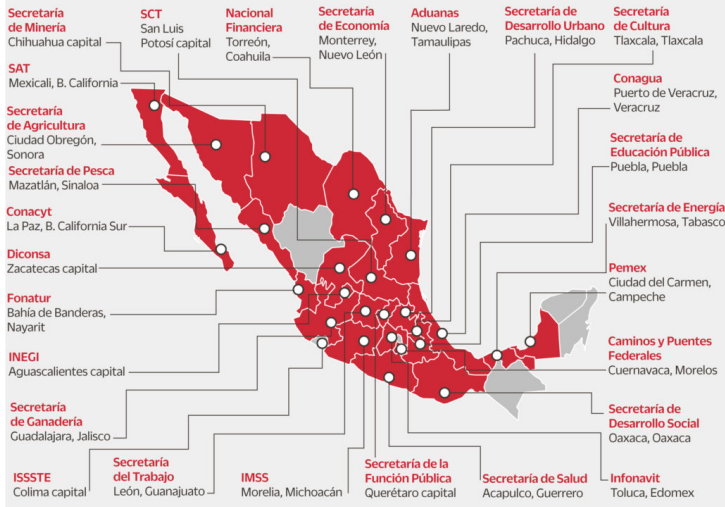 Secretaría
de Minería
Chihuahua capital
SCT
San Luis
Potosí capital
Nacional
Financiera
Torreón,
Coahuila
Secretaría
de Economía
Monterrey,
Nuevo León
Aduanas
Nuevo Laredo,
Tamaulipas
Secretaría de
Desarrollo Urbano
Pachuca, Hidalgo
Secretaría
de Cultura
Tlaxcala, Tlaxcala
SAT
Mexicali, B. California
Secretaría
de Agricultura
Ciudad Obregón,
Sonora
Secretaría de Pesca
Mazatlán, Sinaloa
Conacyt
La Paz, B. California Sur
Diconsa
Zacatecas capital
Fonatur
Bahía de Banderas,
Nayarit
INEGI
Aguascalientes capital
Secretaría
de Ganadería
Guadalajara, Jalisco
ISSSTE
Colima capital
Secretaría
del Trabajo
León, Guanajuato
IMSS
Morelia, Michoacán
Secretaría de la
Función Pública
Querétaro capital
Secretaría de Salud
Acapulco, Guerrero
Infonavit
Toluca, Edomex
Conagua
Puerto de Veracruz,
Veracruz
Secretaría de
Educación Pública
Puebla, Puebla
Secretaría de Energía
Villahermosa, Tabasco
Pemex
Ciudad del Carmen,
Campeche
Caminos y Puentes
Federales
Cuernavaca, Morelos
Secretaría de
Desarrollo Social
Oaxaca, Oaxaca